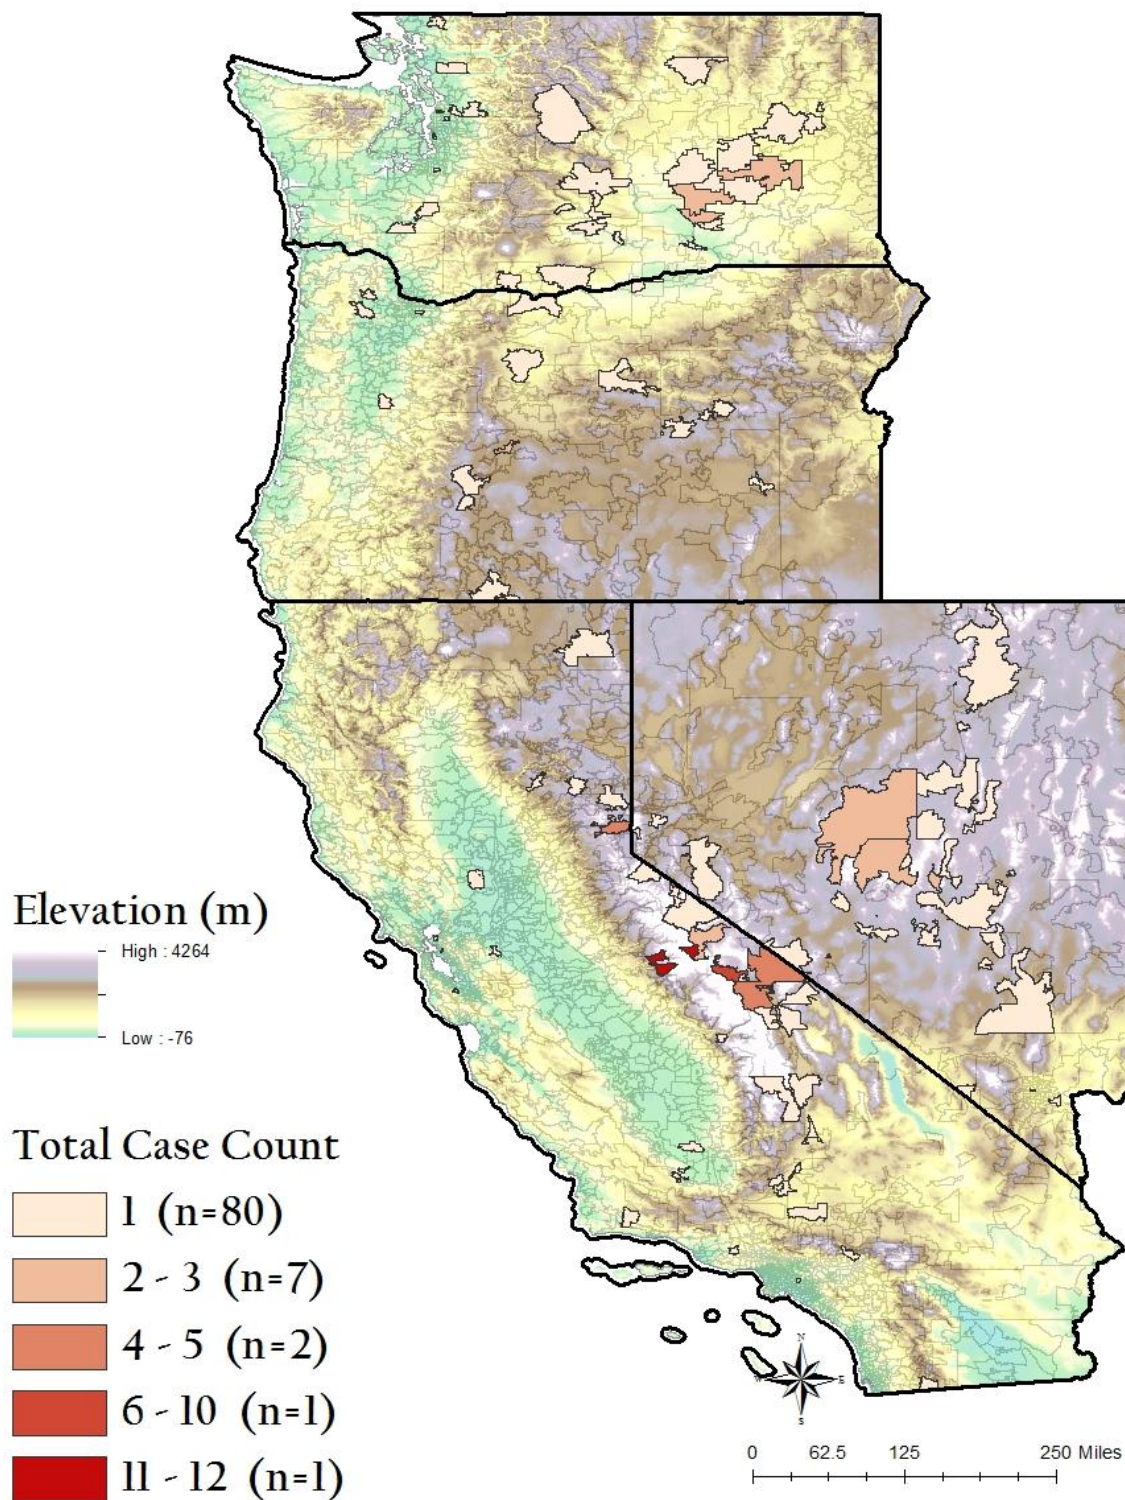 N
W
E
S
Elevation (m)
High : 4264
Low : -76
Total Case Count
1 (n=80)
2 - 3 (n=7)
4 - 5 (n=2)
6 - 10 (n=1)
11 - 12 (n=1)
0 62.5 125 250 Miles